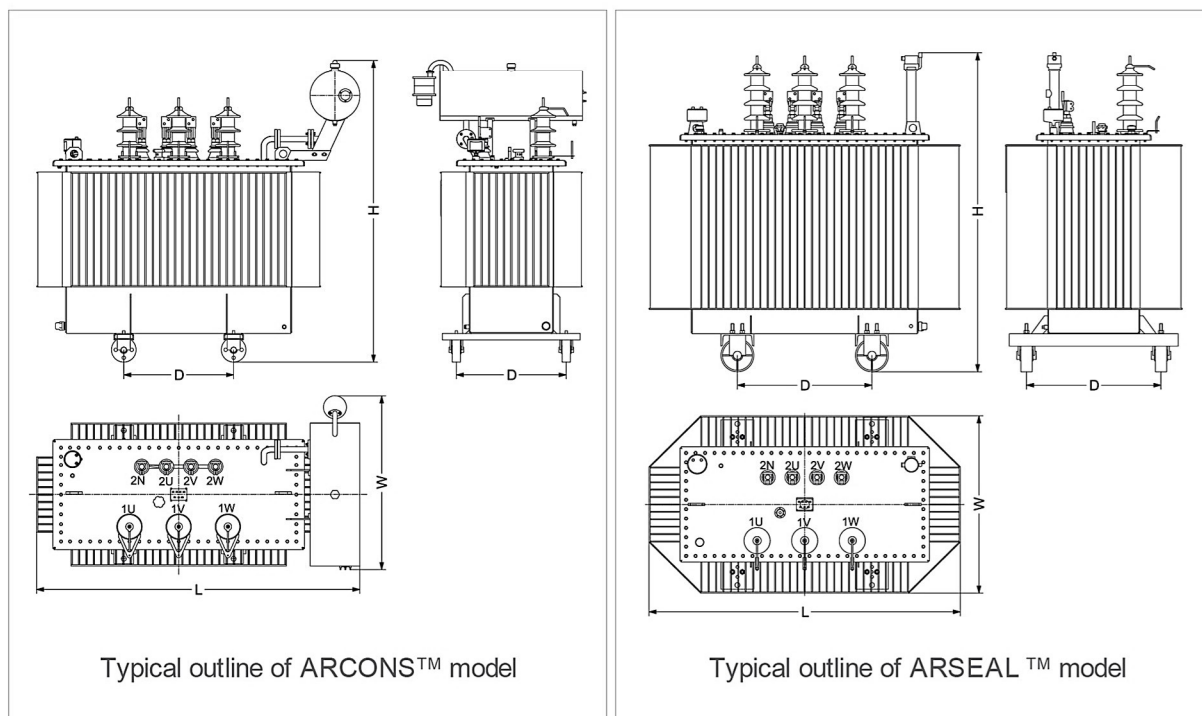 H
D
D
W
2N 2U 2V 2W
1U 1V 1W
L
Typical outline of ARCONS™ model
H
D
D
W
2N 2U 2V 2W
1U 1V 1W
L
Typical outline of ARSEAL ™ model